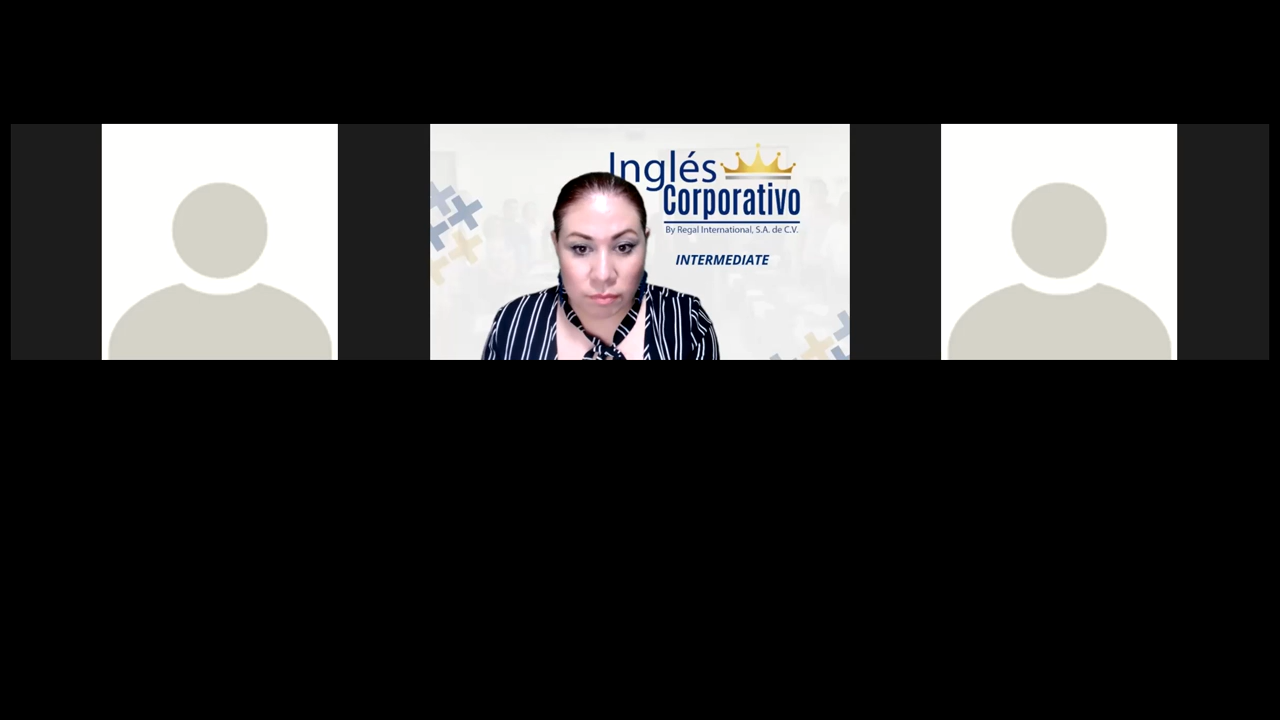 Inglés
Corporativo
By Regal International, S.A. de C.V.
INTERMEDIATE